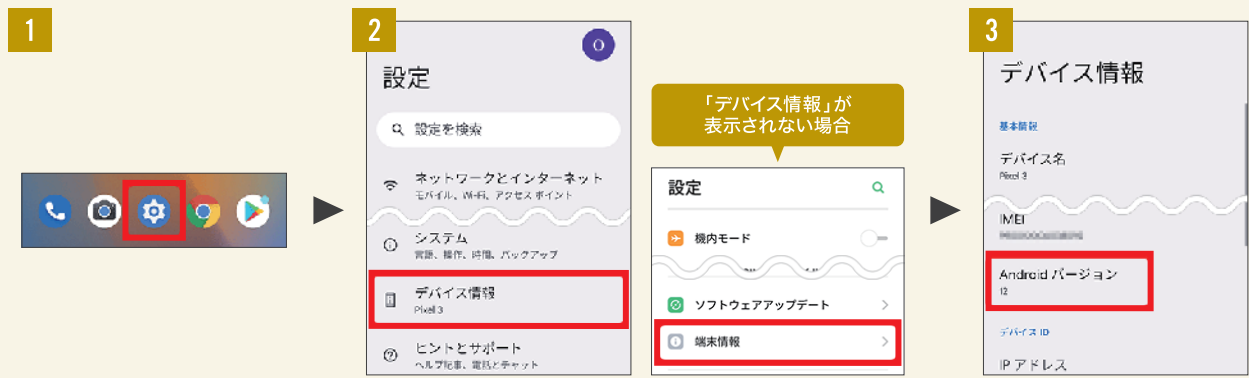 1
2
O
設定
設定を検索
ネットワークとインターネット
モバイル、Wi-Fi、アクセス ポイント
システム
言語、操作、時間、バックアップ
デバイス情報
Pixel 3
ヒントとサポート
ヘルプ記事、電話とチャット
「デバイス情報」が
表示されない場合
設定
機内モード
ソフトウェアアップデート
端末情報
3
デバイス情報
基本情報
デバイス名
Pixel 3
IMEI
Android バージョン
12
デバイス ID
IP アドレス